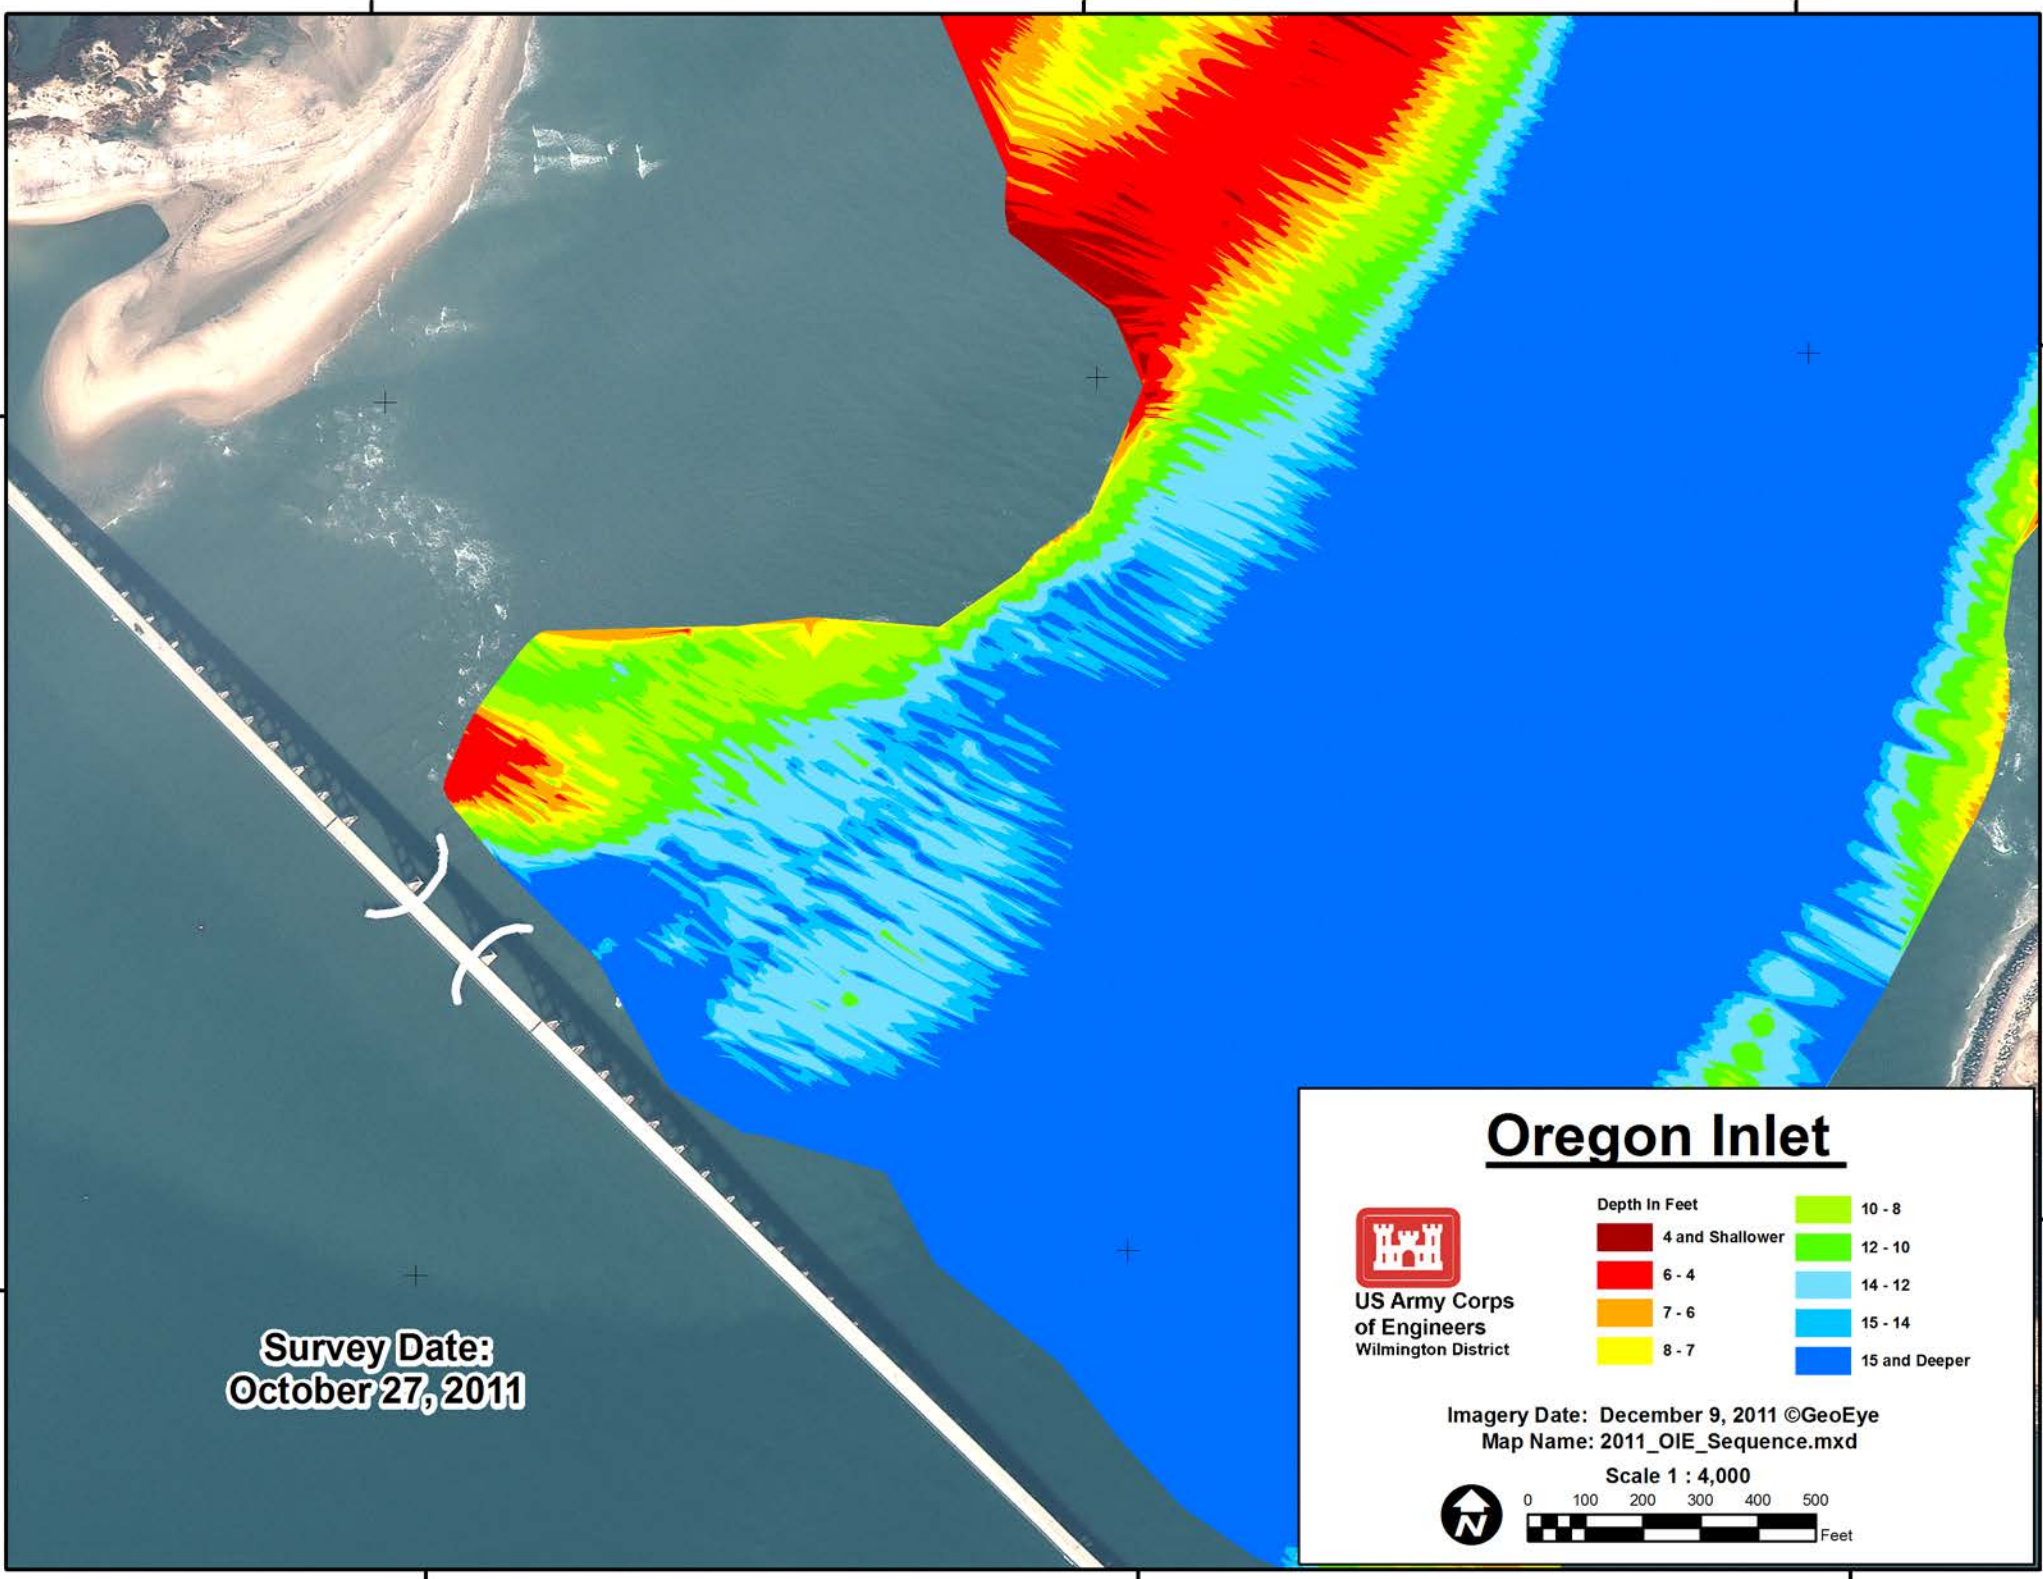 Survey Date:
October 27, 2011
Oregon Inlet
US Army Corps
of Engineers
Wilmington District
Depth In Feet
4 and Shallower
6 - 4
7 - 6
8 - 7
10 - 8
12 - 10
14 - 12
15 - 14
15 and Deeper
Imagery Date: December 9, 2011 ©GeoEye
Map Name: 2011_OIE_Sequence.mxd
Scale 1 : 4,000
N
0 100 200 300 400 500
Feet